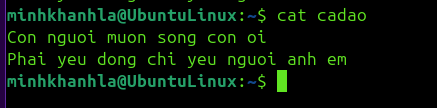 minhkhanhla@UbuntuLinux:~$ cat cadao
Con nguoi muon song con oi
Phai yeu dong chi yeu nguoi anh em
minhkhanhla@UbuntuLinux:~$